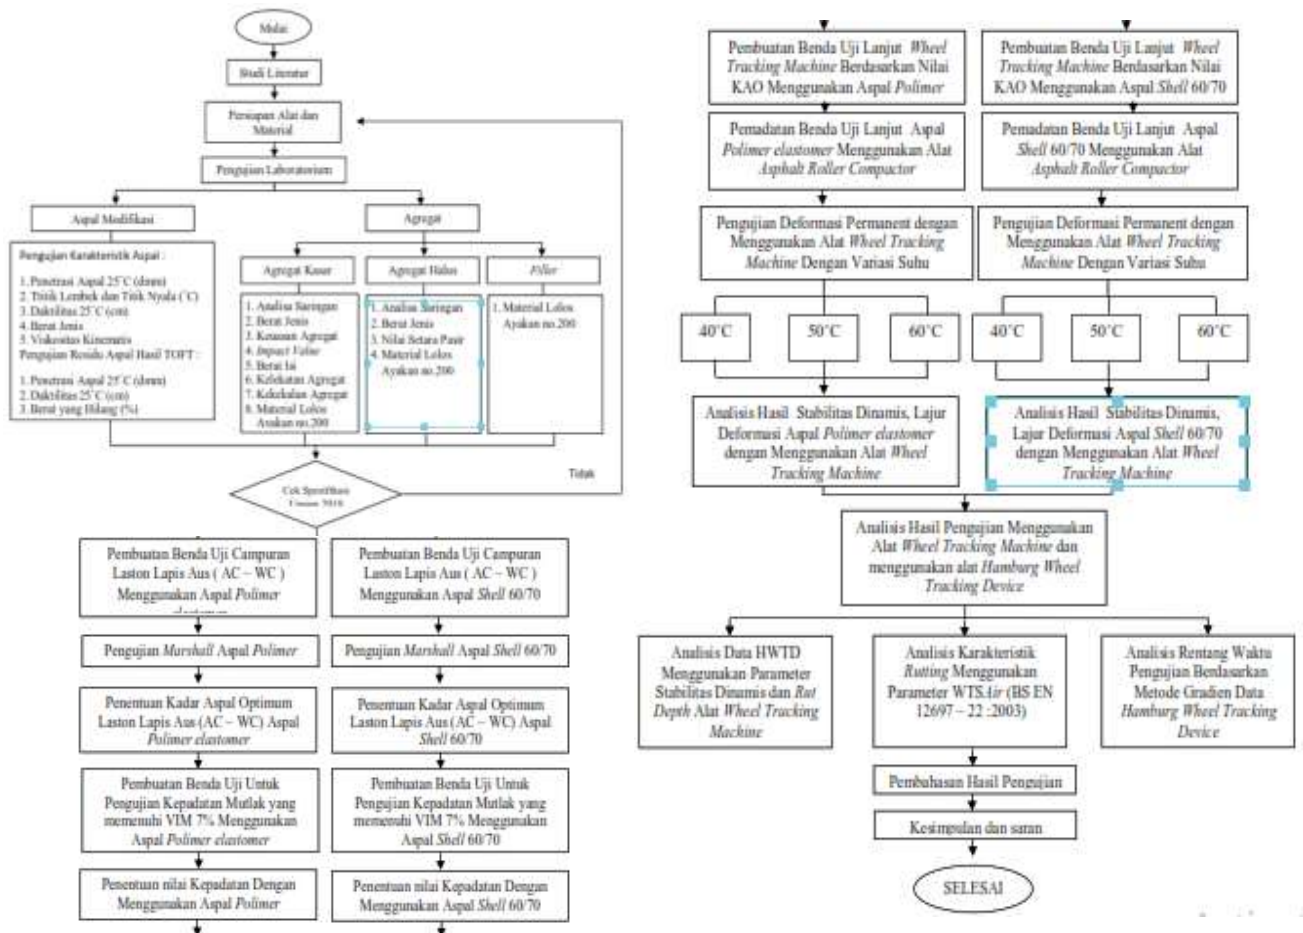 Mulai
Studi Literatur
Persiapan Alat dan
Material
Pengujian Laboratorium
Aspal Modifikasi
Agregat
Pengujian Karakteristik Aspal :
1. Penetrasi Aspal 25˚C (dmm)
2. Titik Lembek dan Titik Nyala (˚C)
3. Daktilitas 25˚C (cm)
4. Berat Jenis
5. Viskositas Kinematis
Pengujian Residu Aspal Hasil TOFT :
1. Penetrasi Aspal 25˚C (dmm)
2. Daktilitas 25˚C (cm)
3. Berat yang Hilang (%)
Agregat Kasar
1. Analisa Saringan
2. Berat Jenis
3. Keausan Agregat
4. Impact Value
5. Berat Isi
6. Kelekatan Agregat
7. Kekekalan Agregat
8. Material Lolos
Ayakan no.200
Agregat Halus
1. Analisa Saringan
2. Berat Jenis
3. Nilai Setara Pasir
4. Material Lolos
Ayakan no.200
Filler
1. Material Lolos
Ayakan no.200
Tidak
Cek Spesifikasi
Pembuatan Benda Uji Campuran
Laston Lapis Aus ( AC – WC )
Menggunakan Aspal Polimer
Pengujian Marshall Aspal Polimer
Penentuan Kadar Aspal Optimum
Laston Lapis Aus (AC – WC) Aspal
Polimer elastomer
Pembuatan Benda Uji Untuk
Pengujian Kepadatan Mutlak yang
memenuhi VIM 7% Menggunakan
Aspal Polimer elastomer
Penentuan nilai Kepadatan Dengan
Menggunakan Aspal Polimer
Pembuatan Benda Uji Campuran
Laston Lapis Aus ( AC – WC )
Menggunakan Aspal Shell 60/70
Pengujian Marshall Aspal Shell 60/70
Penentuan Kadar Aspal Optimum
Laston Lapis Aus (AC – WC) Aspal
Shell 60/70
Pembuatan Benda Uji Untuk
Pengujian Kepadatan Mutlak yang
memenuhi VIM 7% Menggunakan
Aspal Shell 60/70
Penentuan nilai Kepadatan Dengan
Menggunakan Aspal Shell 60/70
Pembuatan Benda Uji Lanjut Wheel
Tracking Machine Berdasarkan Nilai
KAO Menggunakan Aspal Polimer
Pemadatan Benda Uji Lanjut Aspal
Polimer elastomer Menggunakan Alat
Asphalt Roller Compactor
Pengujian Deformasi Permanent dengan
Menggunakan Alat Wheel Tracking
Machine Dengan Variasi Suhu
40˚C
50˚C
60˚C
Analisis Hasil Stabilitas Dinamis, Lajur
Deformasi Aspal Polimer elastomer
dengan Menggunakan Alat Wheel
Tracking Machine
Pembuatan Benda Uji Lanjut Wheel
Tracking Machine Berdasarkan Nilai
KAO Menggunakan Aspal Shell 60/70
Pemadatan Benda Uji Lanjut Aspal
Shell 60/70 Menggunakan Alat
Asphalt Roller Compactor
Pengujian Deformasi Permanent dengan
Menggunakan Alat Wheel Tracking
Machine Dengan Variasi Suhu
40˚C
50˚C
60˚C
Analisis Hasil Stabilitas Dinamis,
Lajur Deformasi Aspal Shell 60/70
dengan Menggunakan Alat Wheel
Tracking Machine
Analisis Hasil Pengujian Menggunakan
Alat Wheel Tracking Machine dan
menggunakan alat Hamburg Wheel
Tracking Device
Analisis Data HWTD
Menggunakan Parameter
Stabilitas Dinamis dan Rut
Depth Alat Wheel Tracking
Machine
Analisis Karakteristik
Rutting Menggunakan
Parameter WTSAir (BS EN
12697 – 22 :2003)
Analisis Rentang Waktu
Pengujian Berdasarkan
Metode Gradien Data
Hamburg Wheel Tracking
Device
Pembahasan Hasil Pengujian
Kesimpulan dan saran
SELESAI